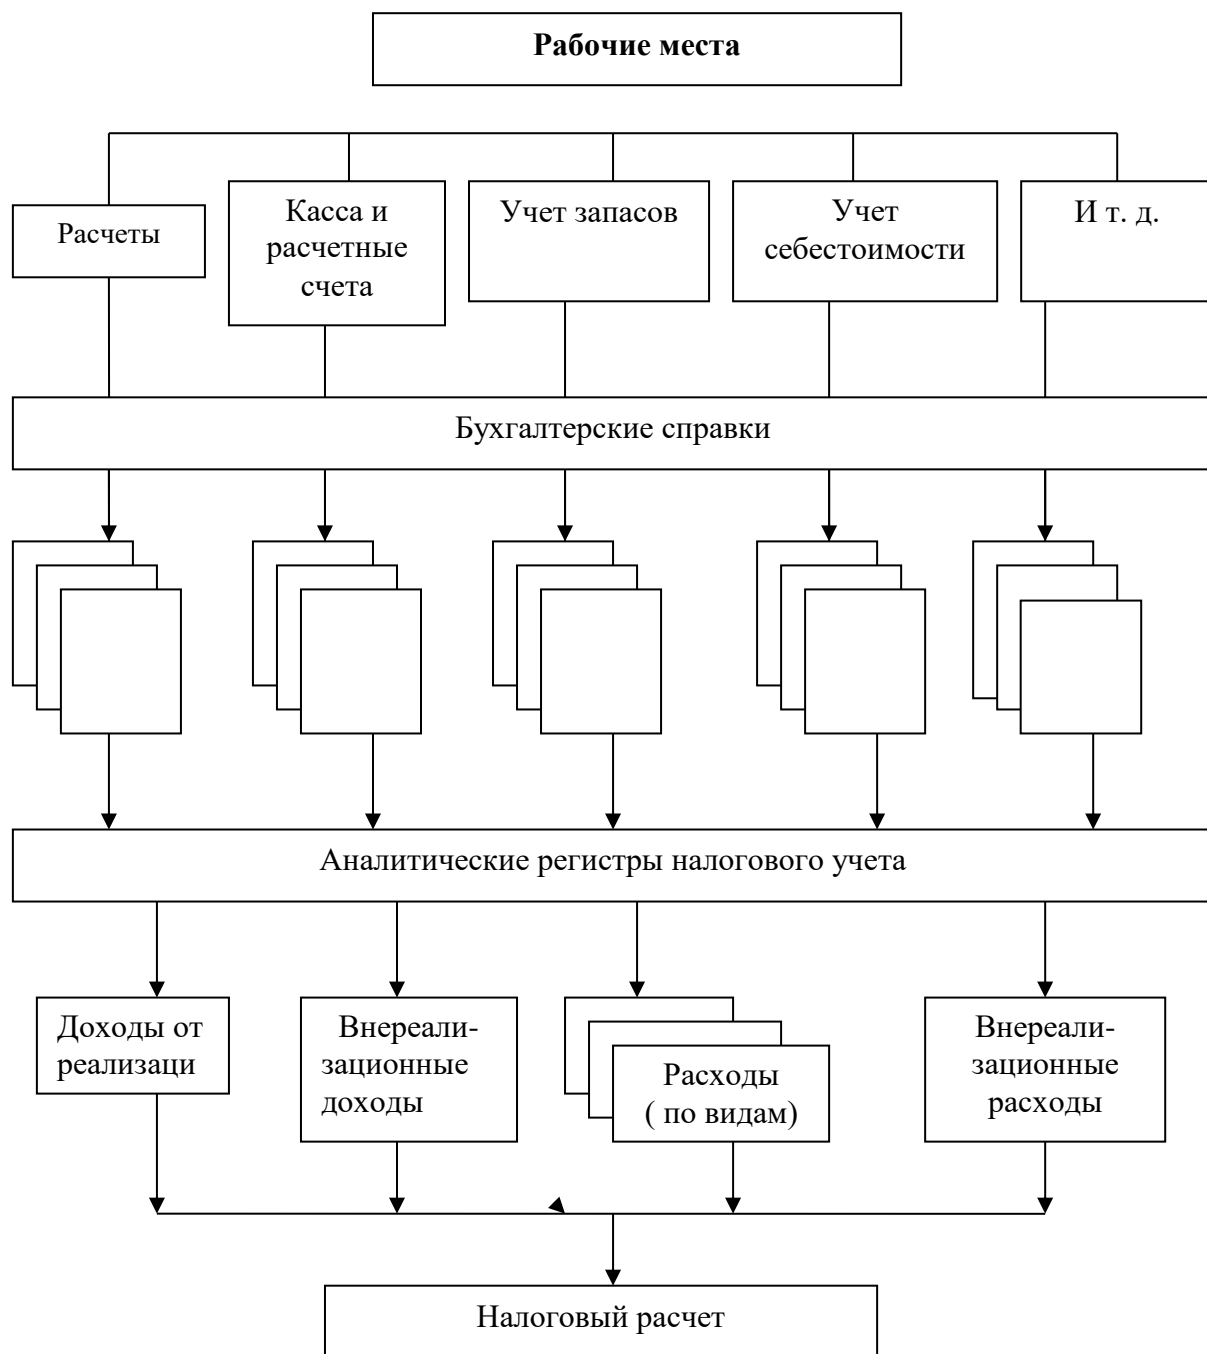 Рабочие места
Расчеты
Касса и
расчетные
счета
Учет запасов
Учет
себестоимости
И т. д.
Бухгалтерские справки
Аналитические регистры налогового учета
Доходы от
реализаци
Внереали-
зационные
доходы
Расходы
( по видам)
Внереали-
зационные
расходы
Налоговый расчет